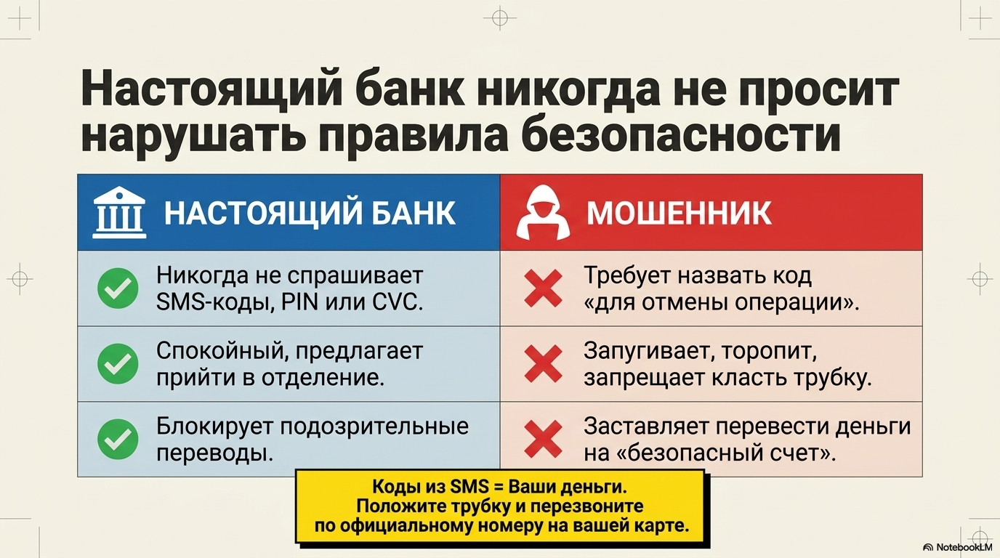 Настоящий банк никогда не просит
нарушать правила безопасности
НАСТОЯЩИЙ БАНК
МОШЕННИК
Никогда не спрашивает
SMS-коды, PIN или CVC.
Требует назвать код
«для отмены операции».
Спокойный, предлагает
прийти в отделение.
Запугивает, торопит,
запрещает класть трубку.
Блокирует подозрительные
переводы.
Заставляет перевести деньги
на «безопасный счет».
Коды из SMS = Ваши деньги.
Положите трубку и перезвоните
по официальному номеру на вашей карте.
NotebookLM